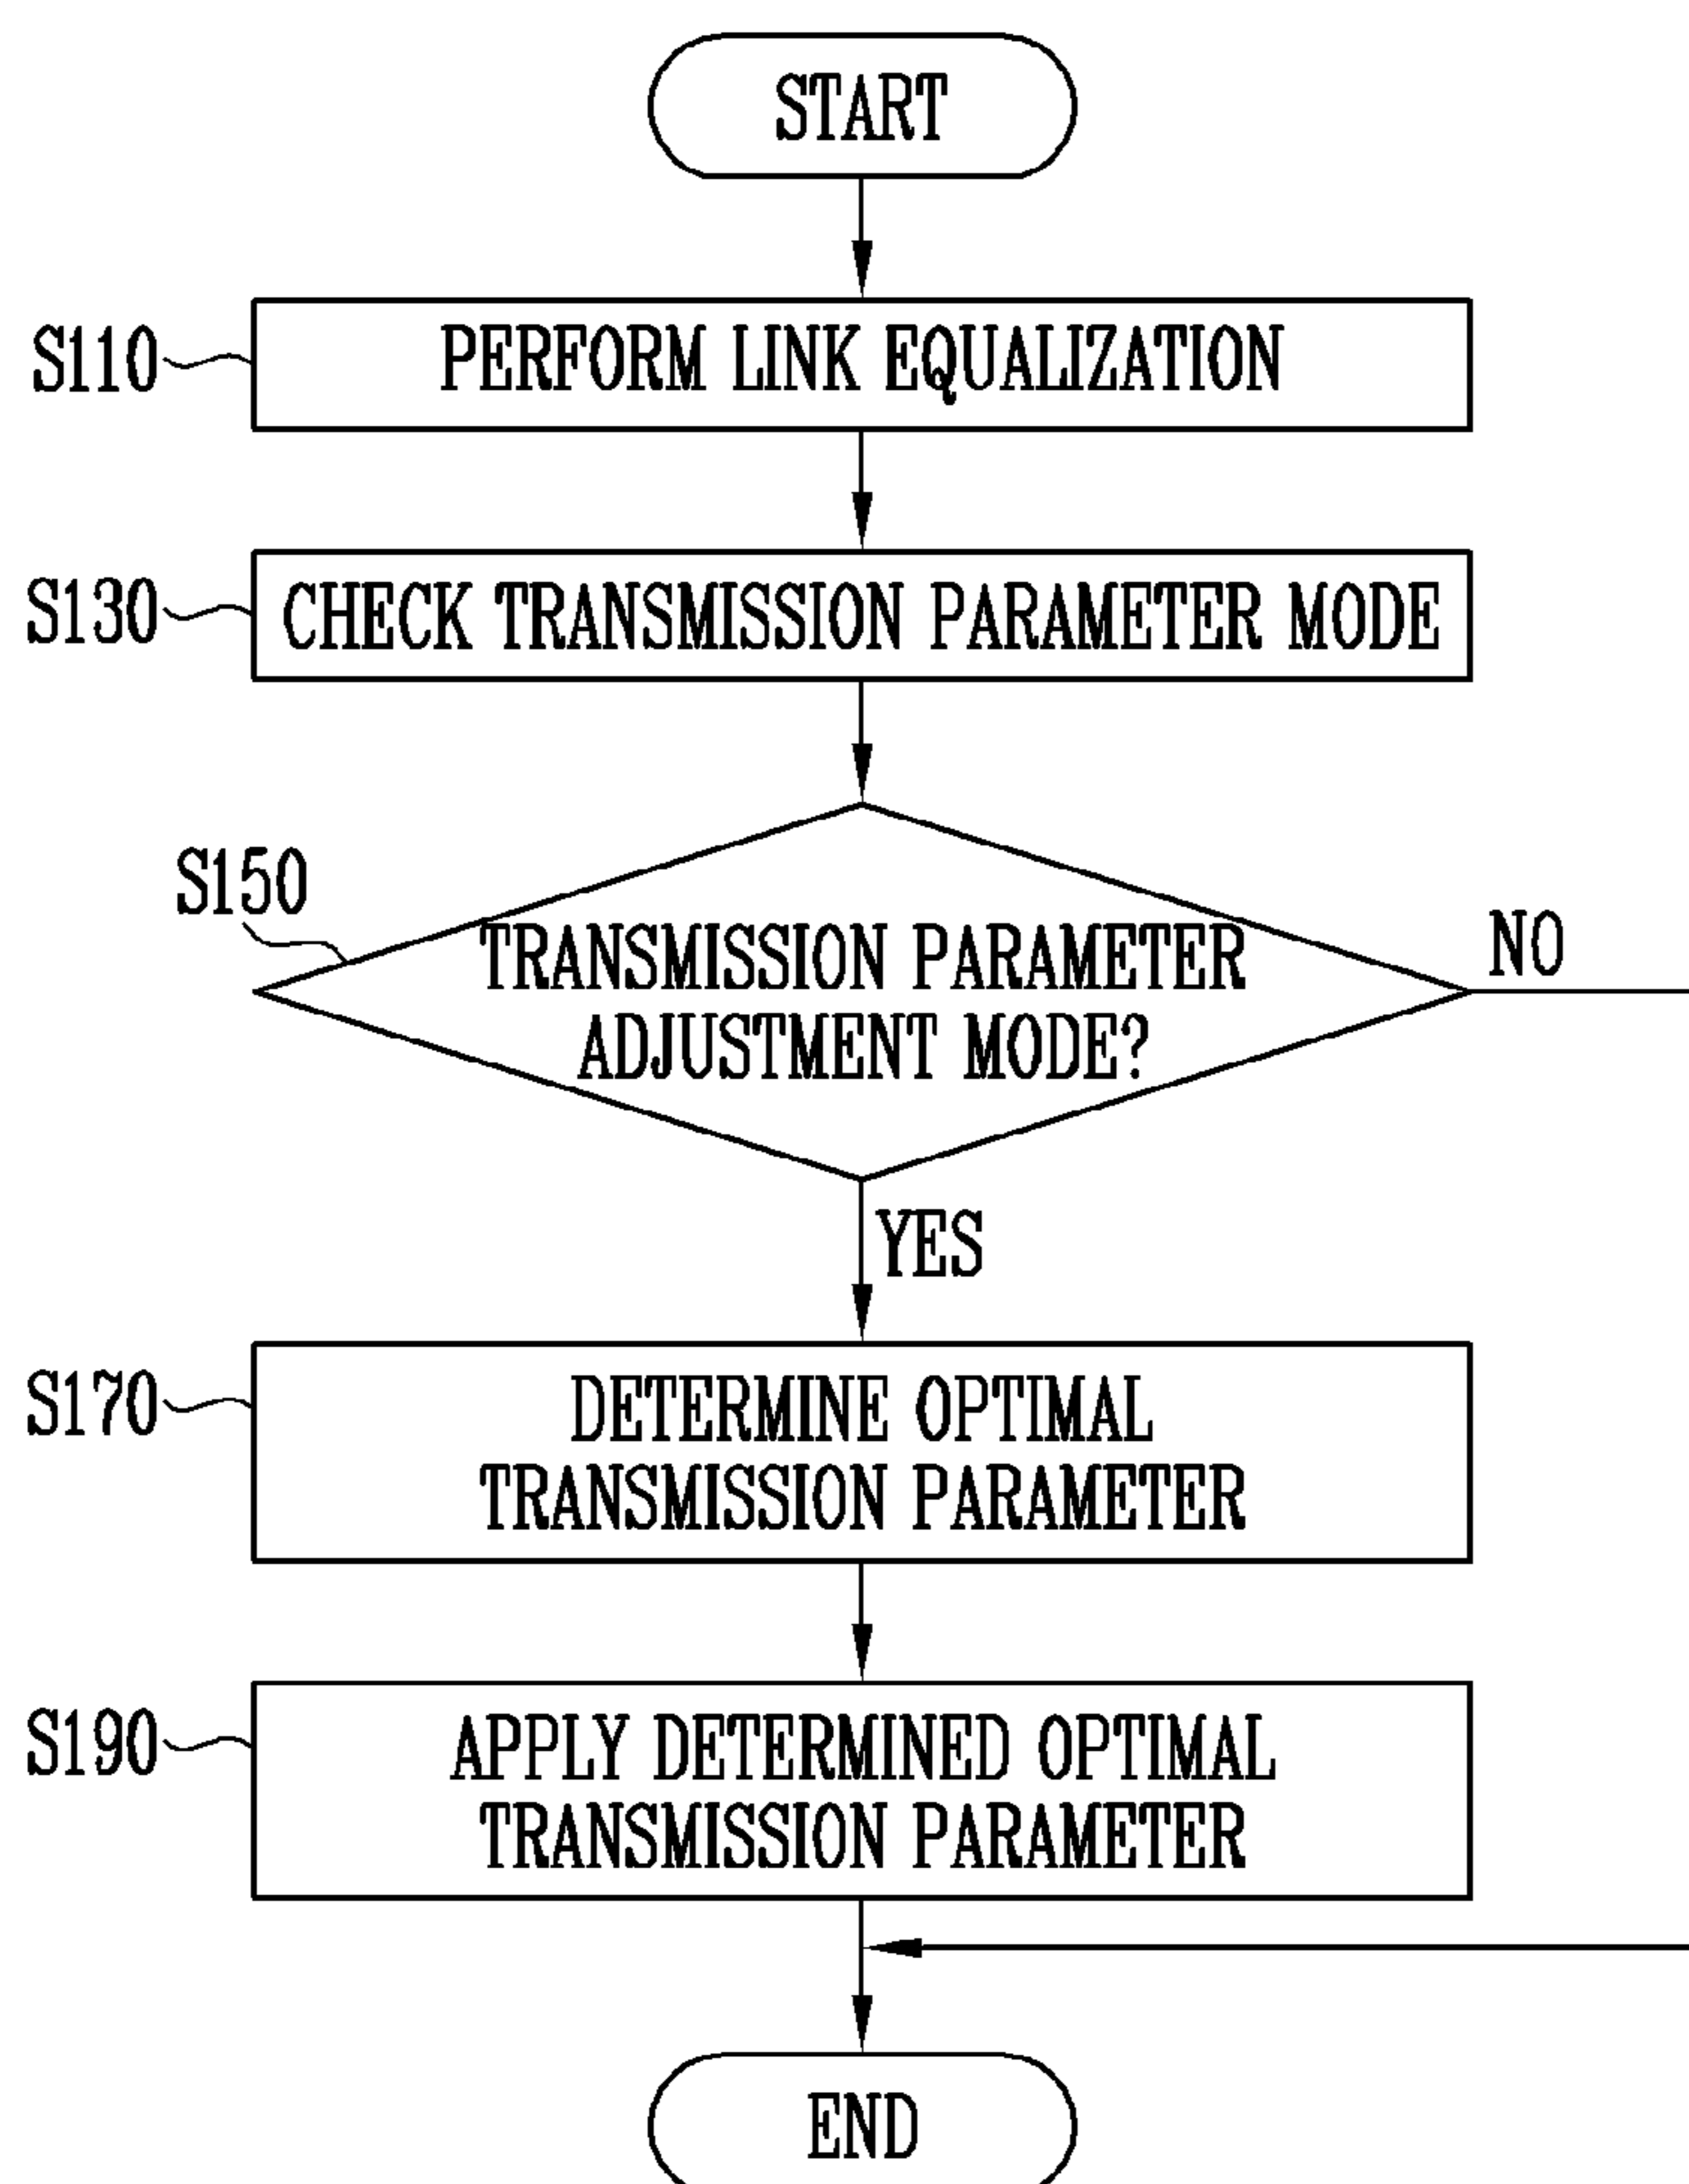 START
S110
PERFORM LINK EQUALIZATION
S130
CHECK TRANSMISSION PARAMETER MODE
S150
TRANSMISSION PARAMETER
ADJUSTMENT MODE?
NO
YES
S170
DETERMINE OPTIMAL
TRANSMISSION PARAMETER
S190
APPLY DETERMINED OPTIMAL
TRANSMISSION PARAMETER
END